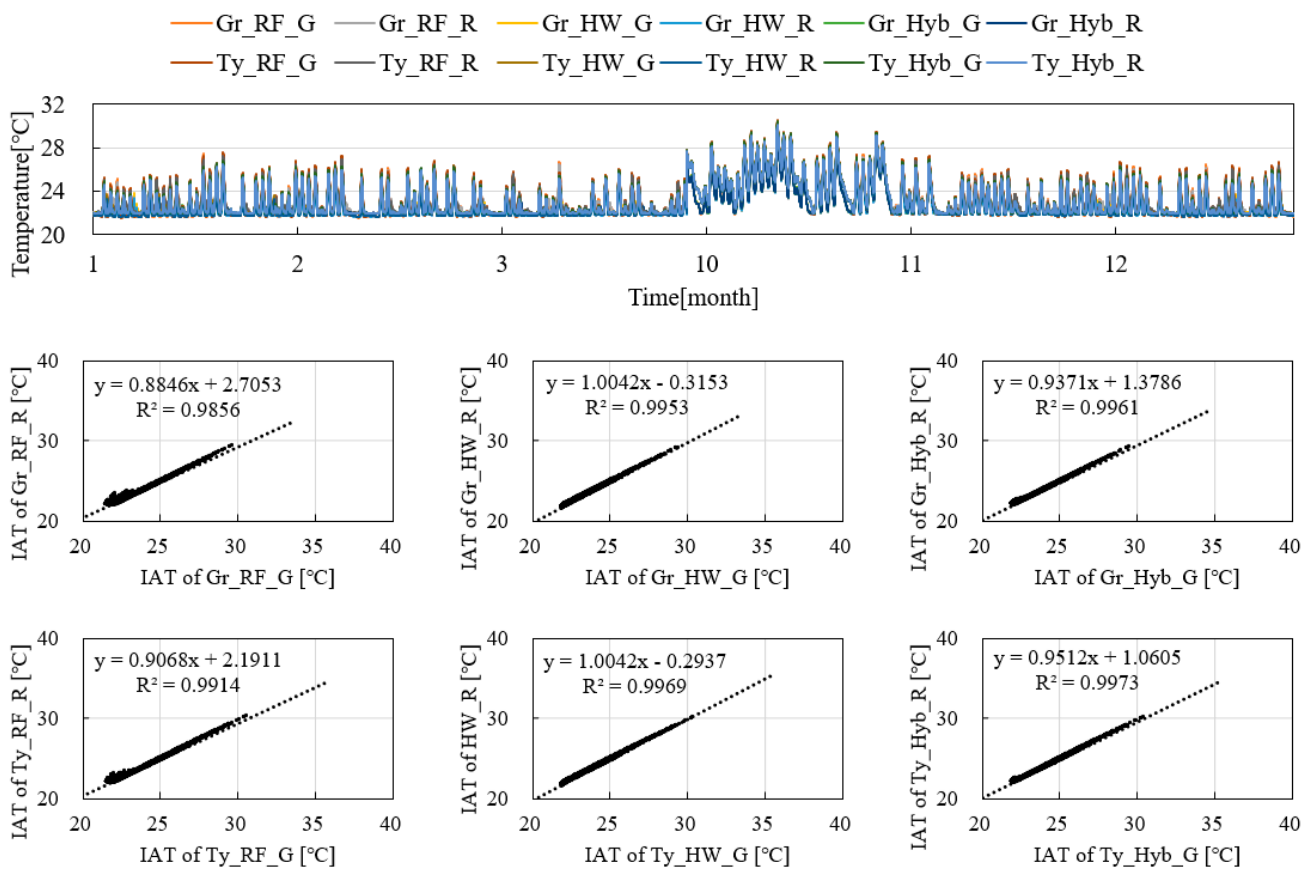 Gr_RF_G Gr_RF_R Gr_HW_G Gr_HW_R Gr_Hyb_G Gr_Hyb_R
Ty_RF_G Ty_RF_R Ty_HW_G Ty_HW_R Ty_Hyb_G Ty_Hyb_R
Temperature[℃]
32
28
24
20
1 2 3 10 11 12
Time[month]
IAT of Gr_RF_R [℃]
40
30
20
y = 0.8846x + 2.7053
R² = 0.9856
20 25 30 35 40
IAT of Gr_RF_G [℃]
IAT of Gr_HW_R [℃]
40
30
20
y = 1.0042x - 0.3153
R² = 0.9953
20 25 30 35 40
IAT of Gr_HW_G [℃]
IAT of Gr_Hyb_R [℃]
40
30
20
y = 0.9371x + 1.3786
R² = 0.9961
20 25 30 35 40
IAT of Gr_Hyb_G [℃]
IAT of Ty_RF_R [℃]
40
30
20
y = 0.9068x + 2.1911
R² = 0.9914
20 25 30 35 40
IAT of Ty_RF_G [℃]
IAT of HW_R [℃]
40
30
20
y = 1.0042x - 0.2937
R² = 0.9969
20 25 30 35 40
IAT of Ty_HW_G [℃]
IAT of Ty_Hyb_R [℃]
40
30
20
y = 0.9512x + 1.0605
R² = 0.9973
20 25 30 35 40
IAT of Ty_Hyb_G [℃]